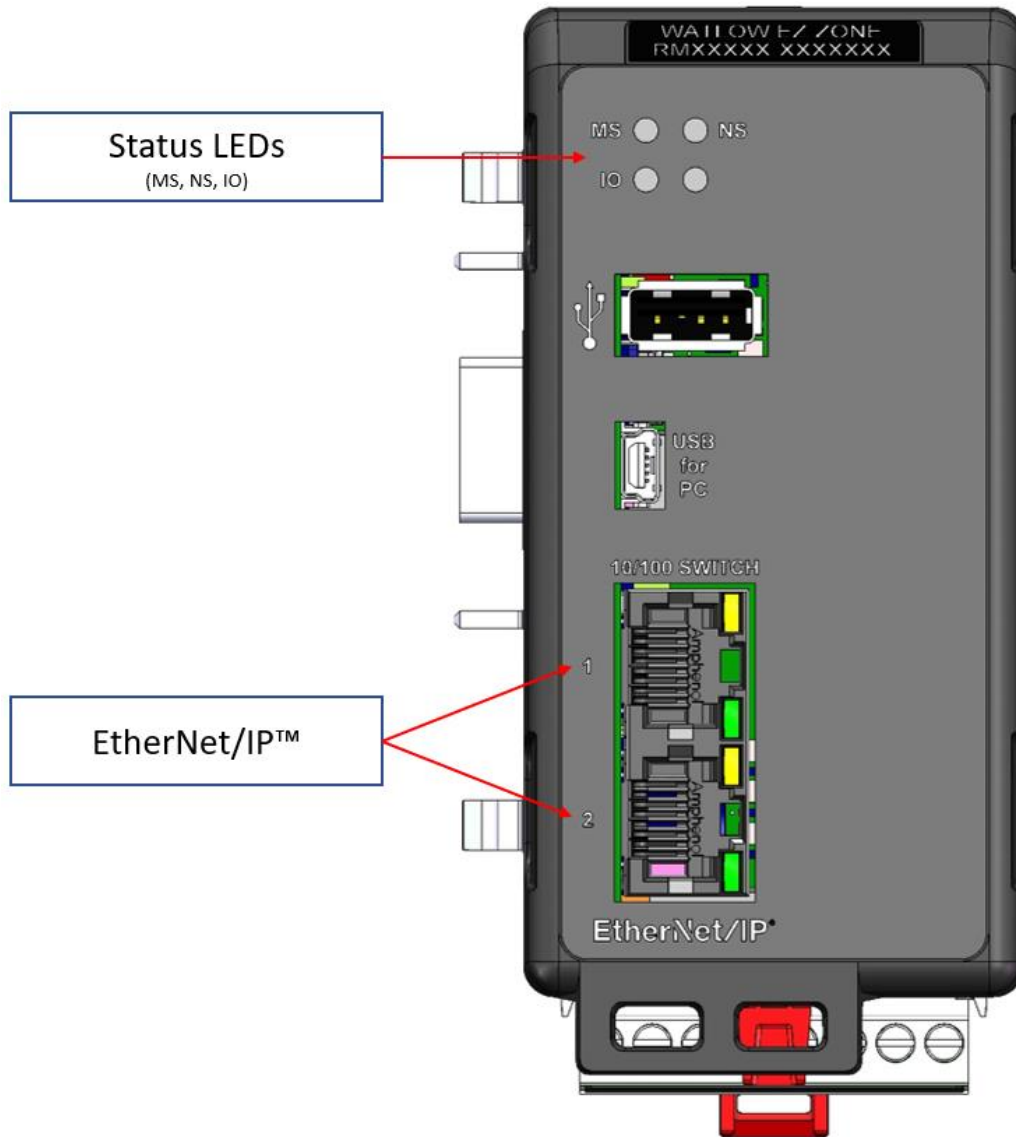 WATLOW EZ ZONE
RMXXXXX XXXXXXX
Status LEDs
(MS, NS, IO)
MS
NS
IO
USB
for
PC
10/100 SWITCH
1
EtherNet/IP™
2
EtherNet/IP